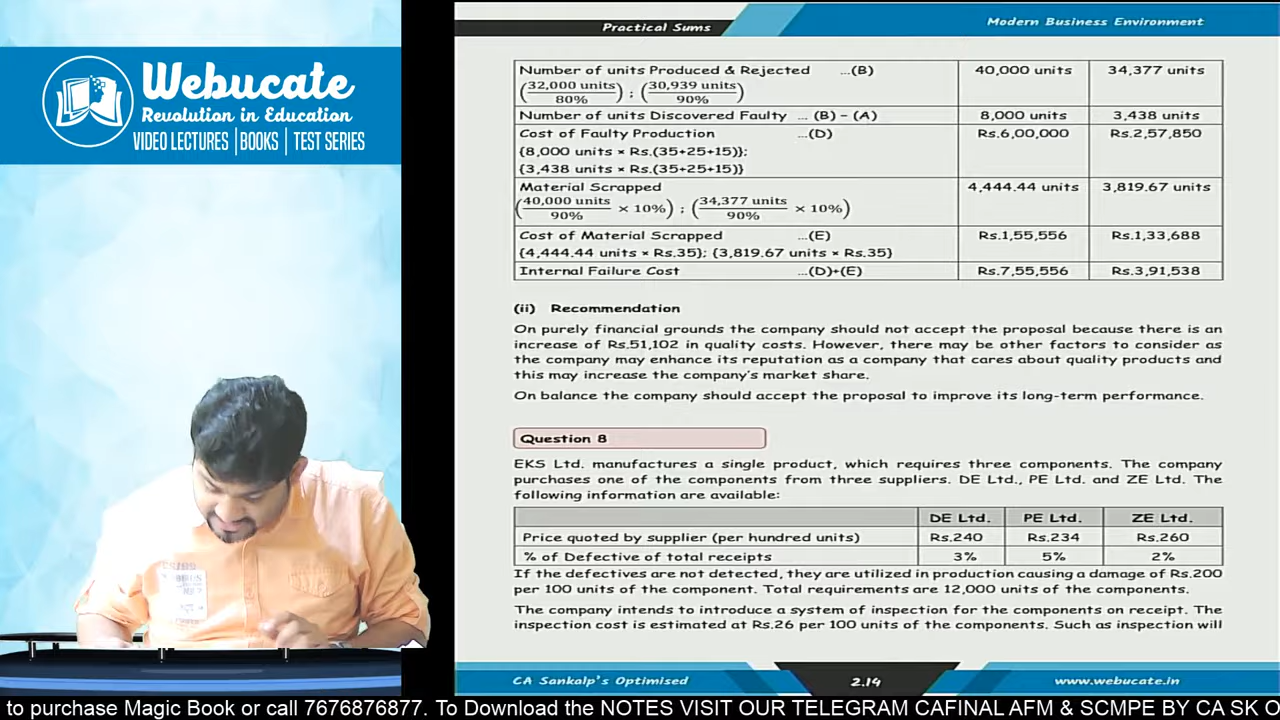 Webucate
Revolution in Education
VIDEO LECTURES | BOOKS | TEST SERIES
Practical Sums
Modern Business Environment
Number of units Produced & Rejected ...(B) 40,000 units 34,377 units
(32,000 units / 80%) ; (30,939 units / 90%)
Number of units Discovered Faulty ... (B) – (A) 8,000 units 3,438 units
Cost of Faulty Production ...(D) Rs.6,00,000 Rs.2,57,850
{8,000 units × Rs.(35+25+15)};
{3,438 units × Rs.(35+25+15)}
Material Scrapped 4,444.44 units 3,819.67 units
(40,000 units / 90% × 10%) ; (34,377 units / 90% × 10%)
Cost of Material Scrapped ...(E) Rs.1,55,556 Rs.1,33,688
{4,444.44 units × Rs.35}; {3,819.67 units × Rs.35}
Internal Failure Cost ...(D)+(E) Rs.7,55,556 Rs.3,91,538
(ii) Recommendation
On purely financial grounds the company should not accept the proposal because there is an
increase of Rs.51,102 in quality costs. However, there may be other factors to consider as
the company may enhance its reputation as a company that cares about quality products and
this may increase the company's market share.
On balance the company should accept the proposal to improve its long-term performance.
Question 8
EKS Ltd. manufactures a single product, which requires three components. The company
purchases one of the components from three suppliers. DE Ltd., PE Ltd. and ZE Ltd. The
following information are available:
DE Ltd. PE Ltd. ZE Ltd.
Price quoted by supplier (per hundred units) Rs.240 Rs.234 Rs.260
% of Defective of total receipts 3% 5% 2%
If the defectives are not detected, they are utilized in production causing a damage of Rs.200
per 100 units of the component. Total requirements are 12,000 units of the components.
The company intends to introduce a system of inspection for the components on receipt. The
inspection cost is estimated at Rs.26 per 100 units of the components. Such as inspection will
CA Sankalp's Optimised
2.14
www.webucate.in
to purchase Magic Book or call 7676876877. To Download the NOTES VISIT OUR TELEGRAM CAFINAL AFM & SCMPE BY CA SK O